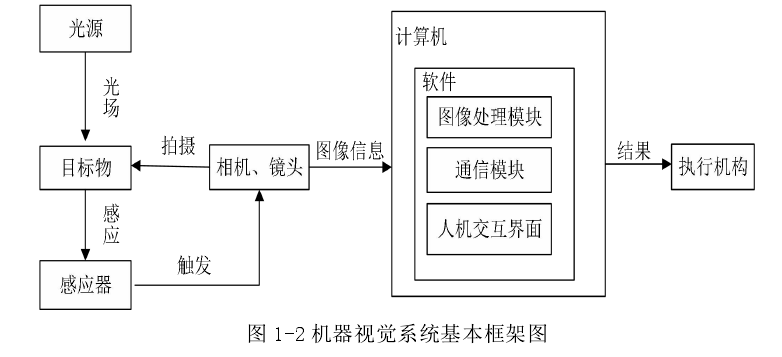 光源
光场
目标物
感应
感应器
触发
拍摄
相机、镜头
图像信息
计算机
软件
图像处理模块
通信模块
人机交互界面
结果
执行机构
图 1-2 机器视觉系统基本框架图